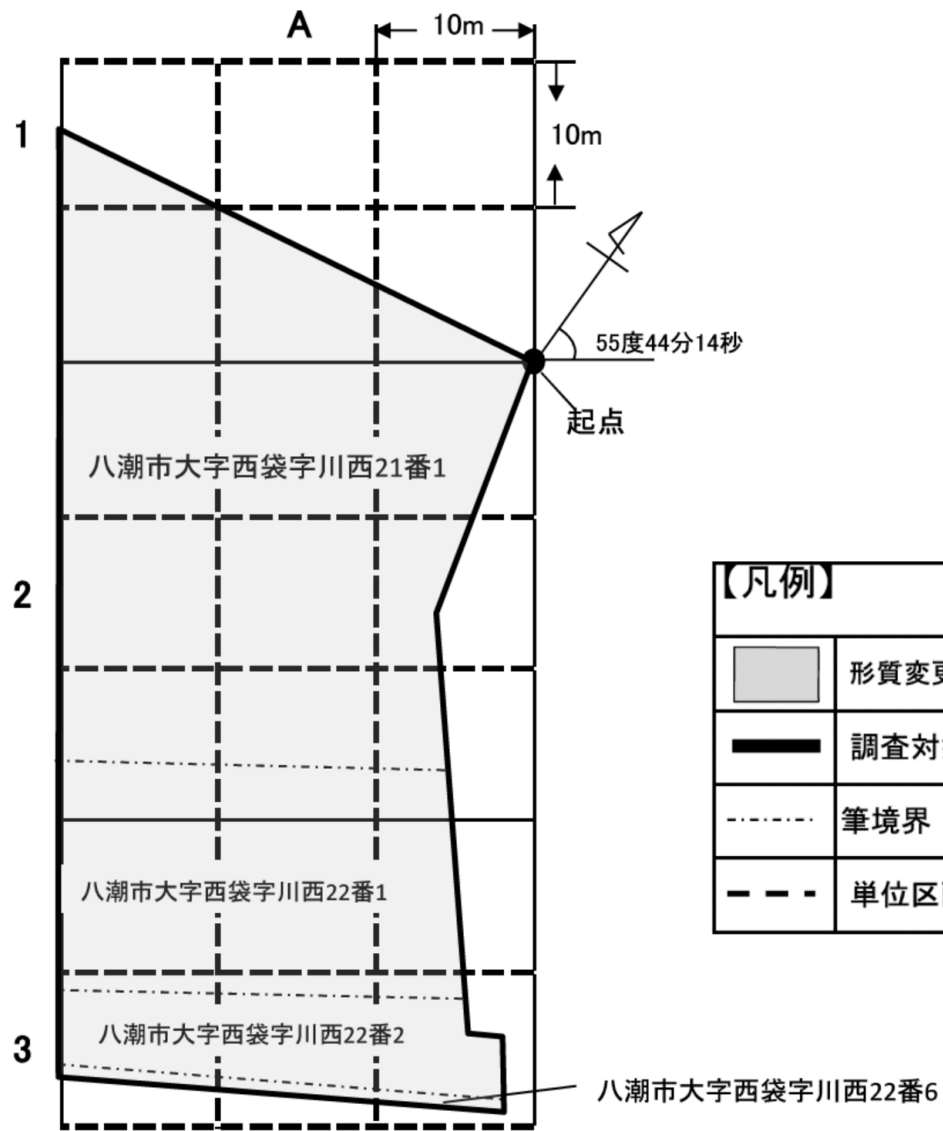 A
10m
1
10m
55度44分14秒
起点
八潮市大字西袋字川西21番1
2
【凡例】
形質変
調査対
筆境界
単位区
八潮市大字西袋字川西22番1
八潮市大字西袋字川西22番2
3
八潮市大字西袋字川西22番6